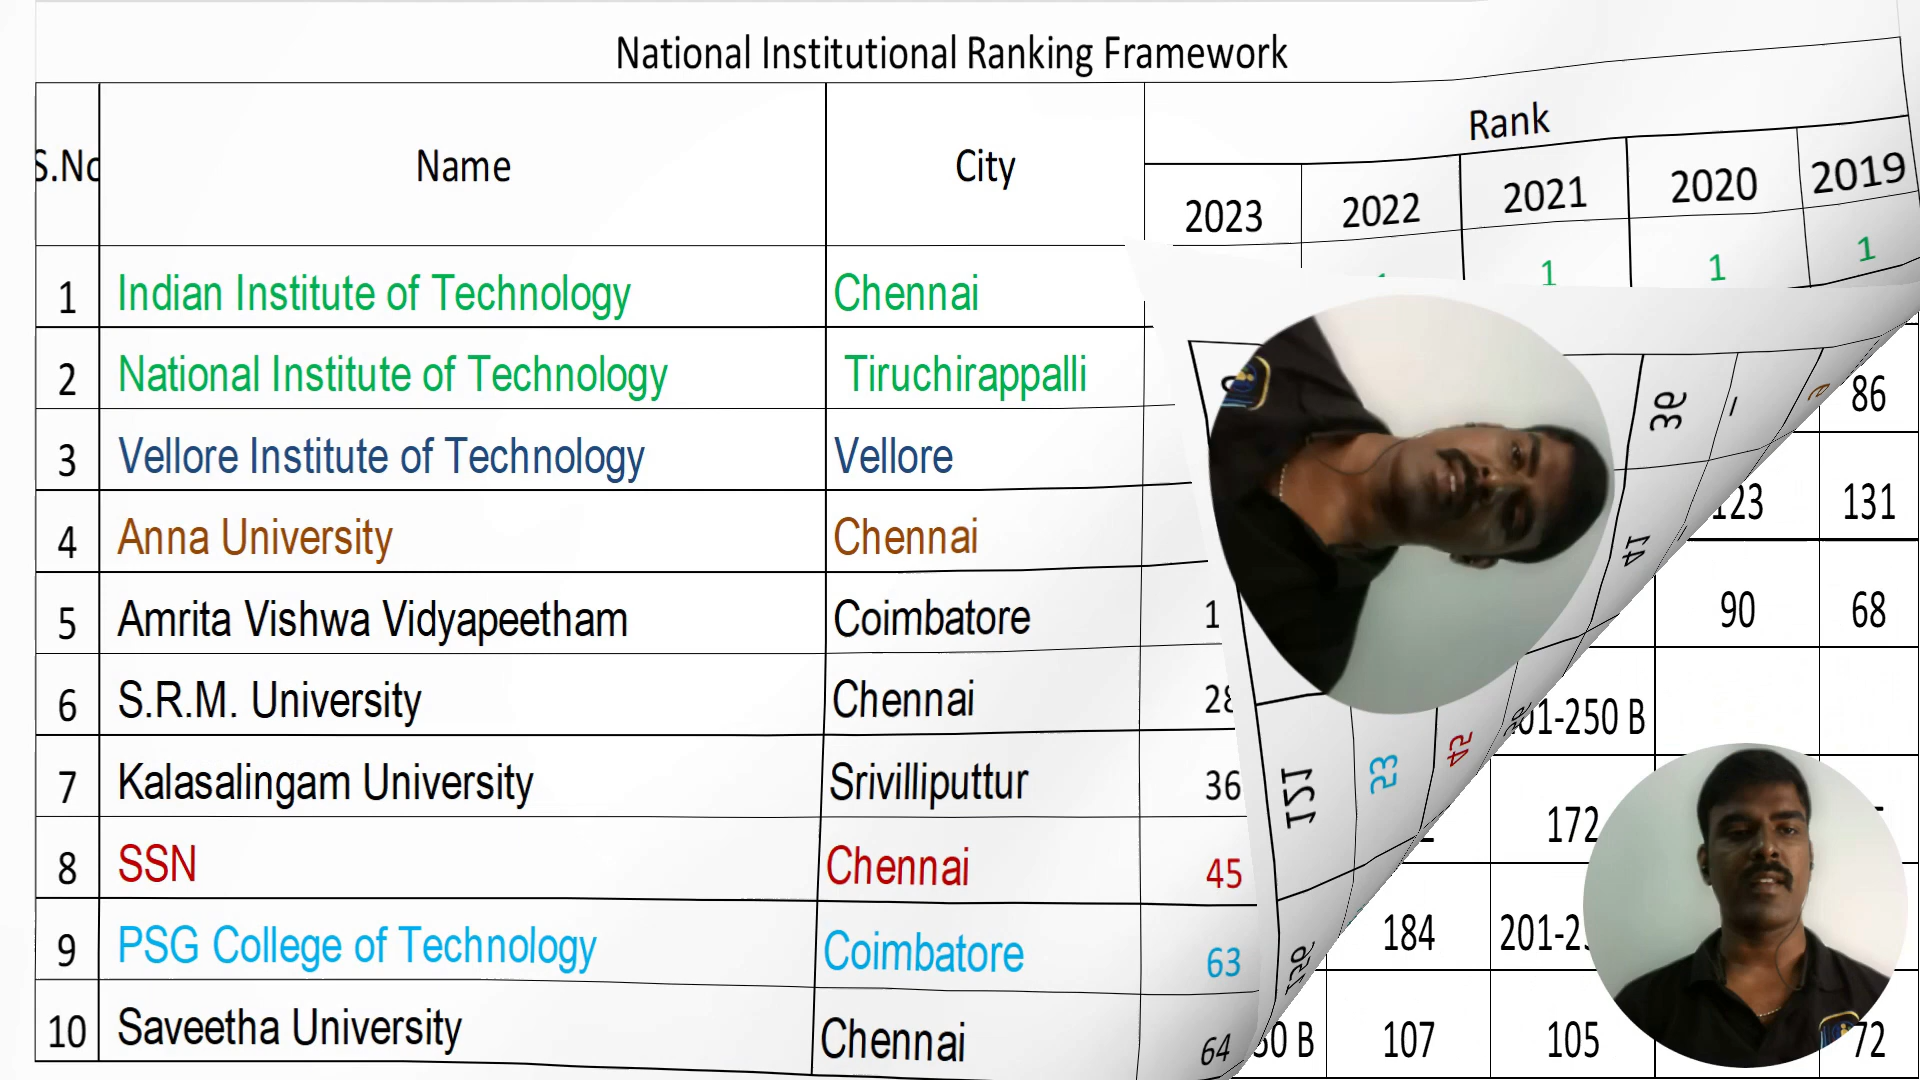 National Institutional Ranking Framework
S.No Name City Rank
2023 2022 2021 2020 2019
1 Indian Institute of Technology Chennai 1 1 1
2 National Institute of Technology Tiruchirappalli 86
3 Vellore Institute of Technology Vellore 131
4 Anna University Chennai
5 Amrita Vishwa Vidyapeetham Coimbatore 90 68
6 S.R.M. University Chennai
7 Kalasalingam University Srivilliputtur 36 172
8 SSN Chennai 45
9 PSG College of Technology Coimbatore 63 184
10 Saveetha University Chennai 64 107 105 72